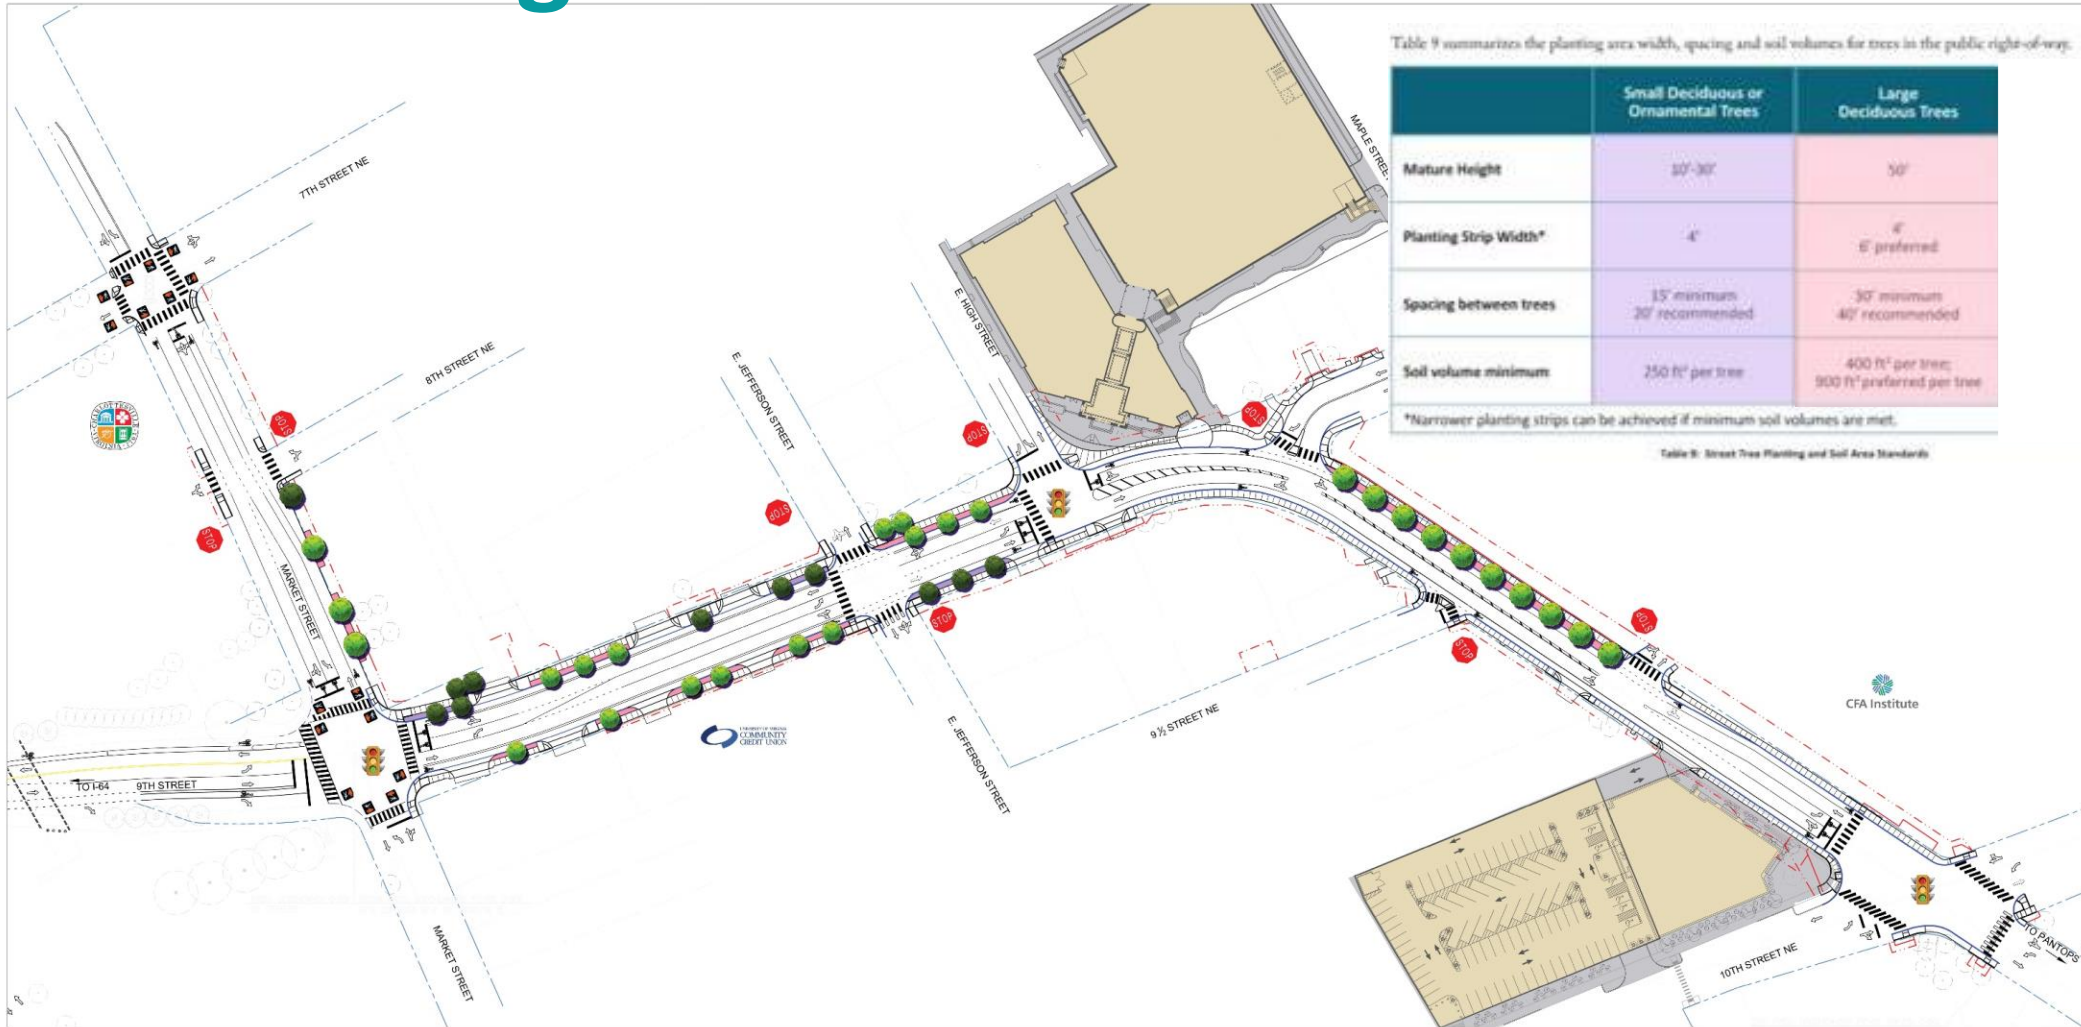 g
Table 9 summarizes the planting area width, spacing and soil volumes for trees in the public right-of-way.
Small Deciduous or
Ornamental Trees
Large
Deciduous Trees
Mature Height
10'-30'
50'
Planting Strip Width*
4'
4'
6' preferred
Spacing between trees
15' minimum
20' recommended
30' minimum
40' recommended
Soil volume minimum
250 ft³ per tree
400 ft³ per tree;
900 ft³ preferred per tree
*Narrower planting strips can be achieved if minimum soil volumes are met.
Table 9: Street Tree Planting and Soil Area Standards
MAPLE STREET
7TH STREET NE
8TH STREET NE
E. JEFFERSON STREET
E. HIGH STREET
STOP
STOP
STOP
STOP
STOP
STOP
STOP
STOP
MARKET STREET
TO I-64
9TH STREET
UNIVERSITY OF VIRGINIA
COMMUNITY
CREDIT UNION
E. JEFFERSON STREET
9 ½ STREET NE
CFA Institute
MARKET STREET
10TH STREET NE
TO PANTOPS